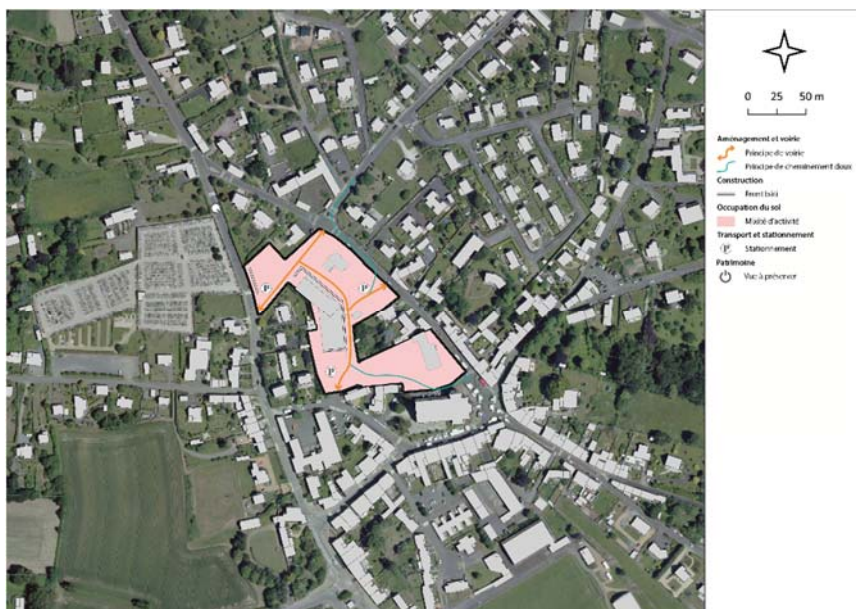 0 25 50 m
Aménagement et voirie
Principe de voirie
Principe de cheminement doux
Construction
Front bâti
Occupation du sol
Mixité d'activité
Transport et stationnement
P Stationnement
Patrimoine
Vue à préserver
P
P
P